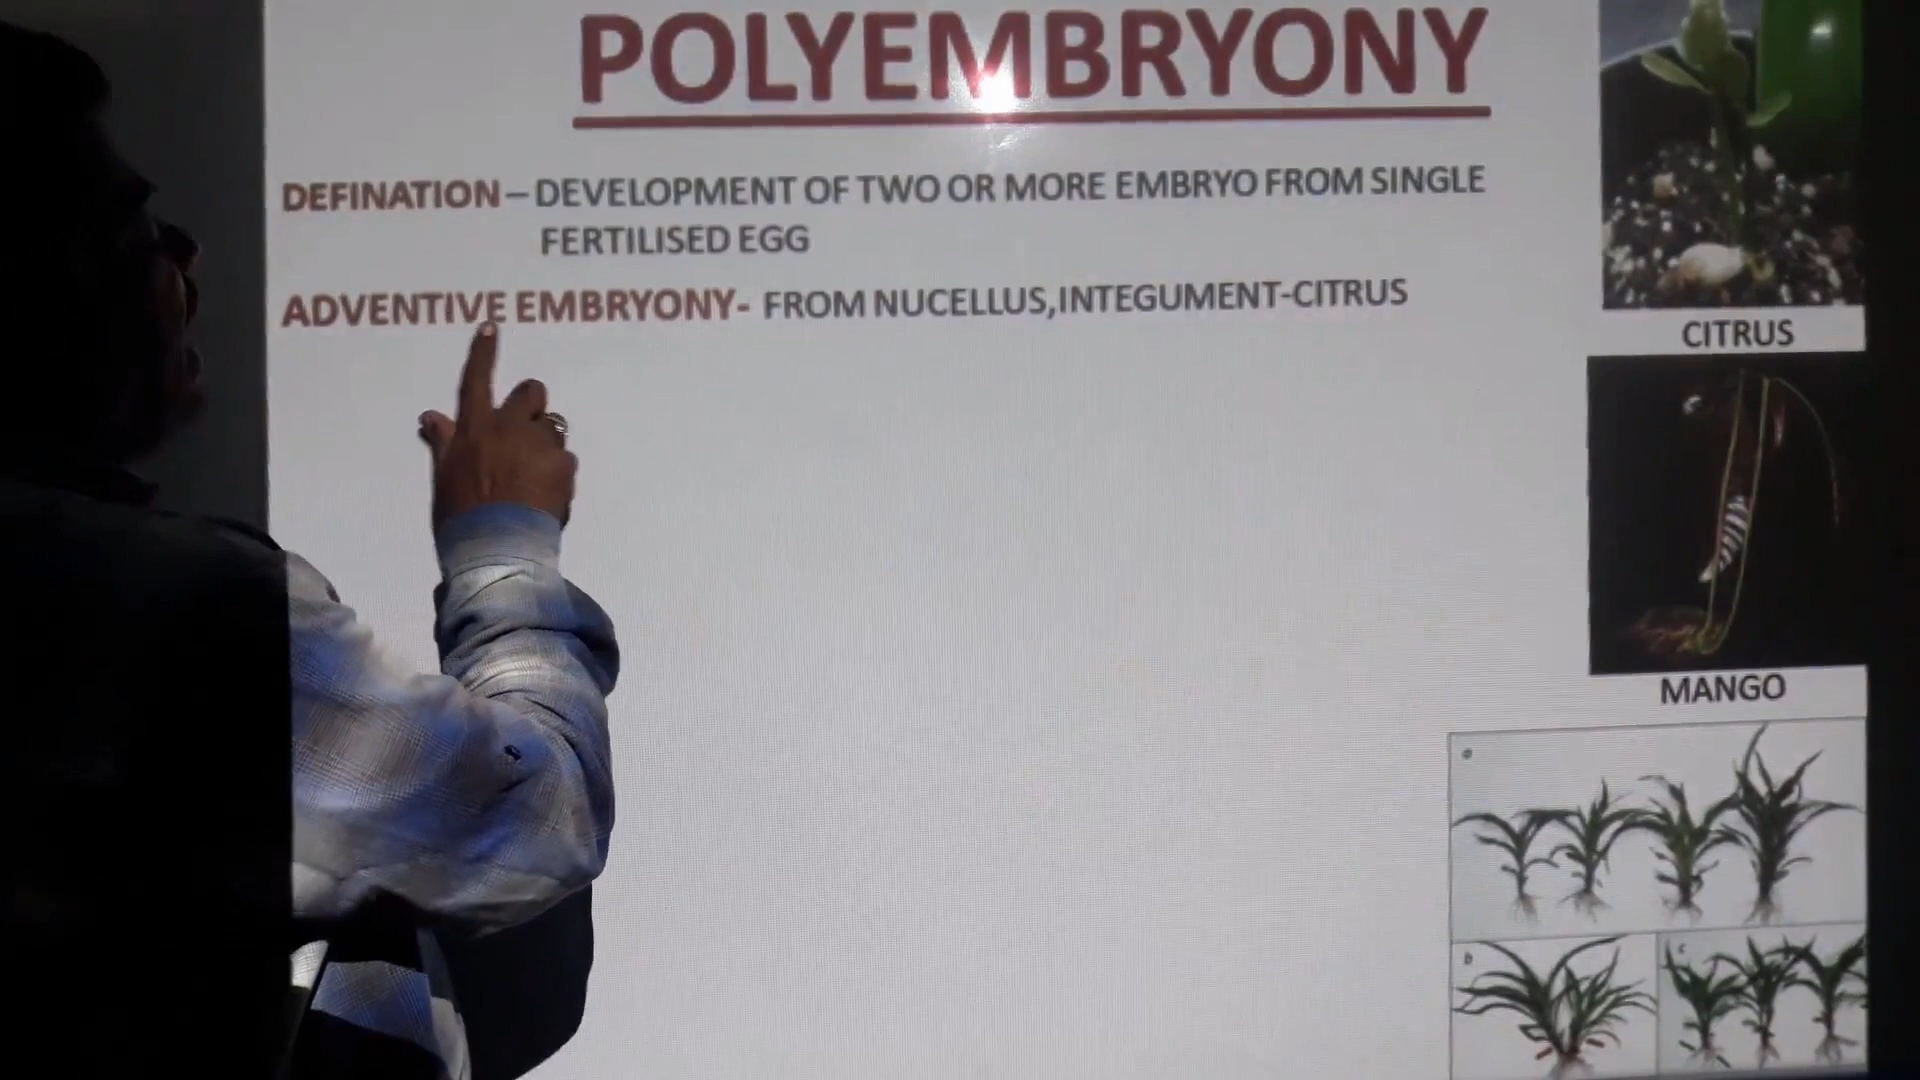 POLYEMBRYONY
DEFINATION – DEVELOPMENT OF TWO OR MORE EMBRYO FROM SINGLE
FERTILISED EGG
ADVENTIVE EMBRYONY- FROM NUCELLUS,INTEGUMENT-CITRUS
CITRUS
MANGO
a
b
c